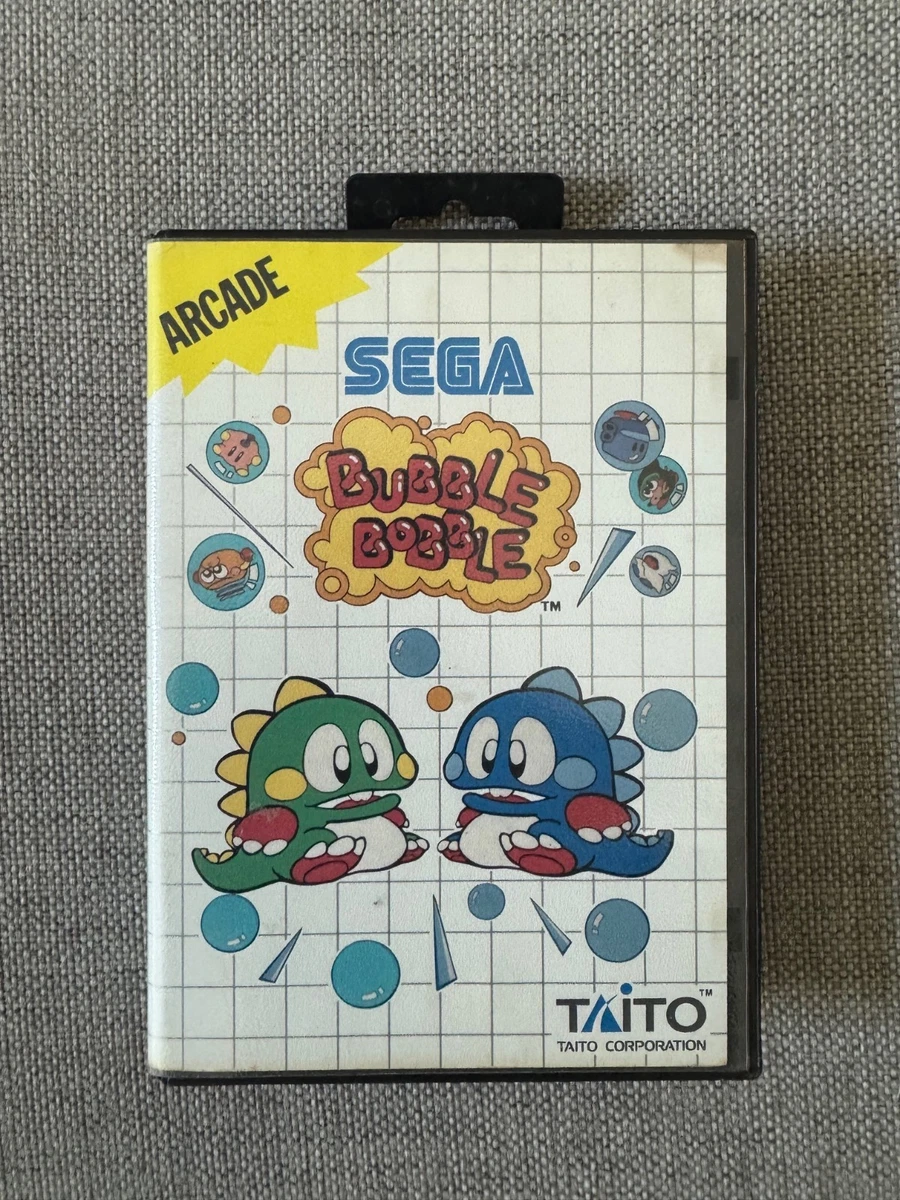 ARCADE
SEGA
BUBBLE
BOBBLE
TM
TAITO TM
TAITO CORPORATION